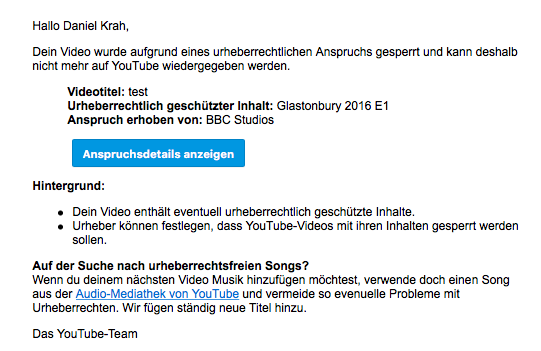 Hallo Daniel Krah,
Dein Video wurde aufgrund eines urheberrechtlichen Anspruchs gesperrt und kann deshalb
nicht mehr auf YouTube wiedergegeben werden.
Videotitel: test
Urheberrechtlich geschützter Inhalt: Glastonbury 2016 E1
Anspruch erhoben von: BBC Studios
Anspruchsdetails anzeigen
Hintergrund:
• Dein Video enthält eventuell urheberrechtlich geschützte Inhalte.
• Urheber können festlegen, dass YouTube-Videos mit ihren Inhalten gesperrt werden
sollen.
Auf der Suche nach urheberrechtsfreien Songs?
Wenn du deinem nächsten Video Musik hinzufügen möchtest, verwende doch einen Song
aus der Audio-Mediathek von YouTube und vermeide so evenuelle Probleme mit
Urheberrechten. Wir fügen ständig neue Titel hinzu.
Das YouTube-Team